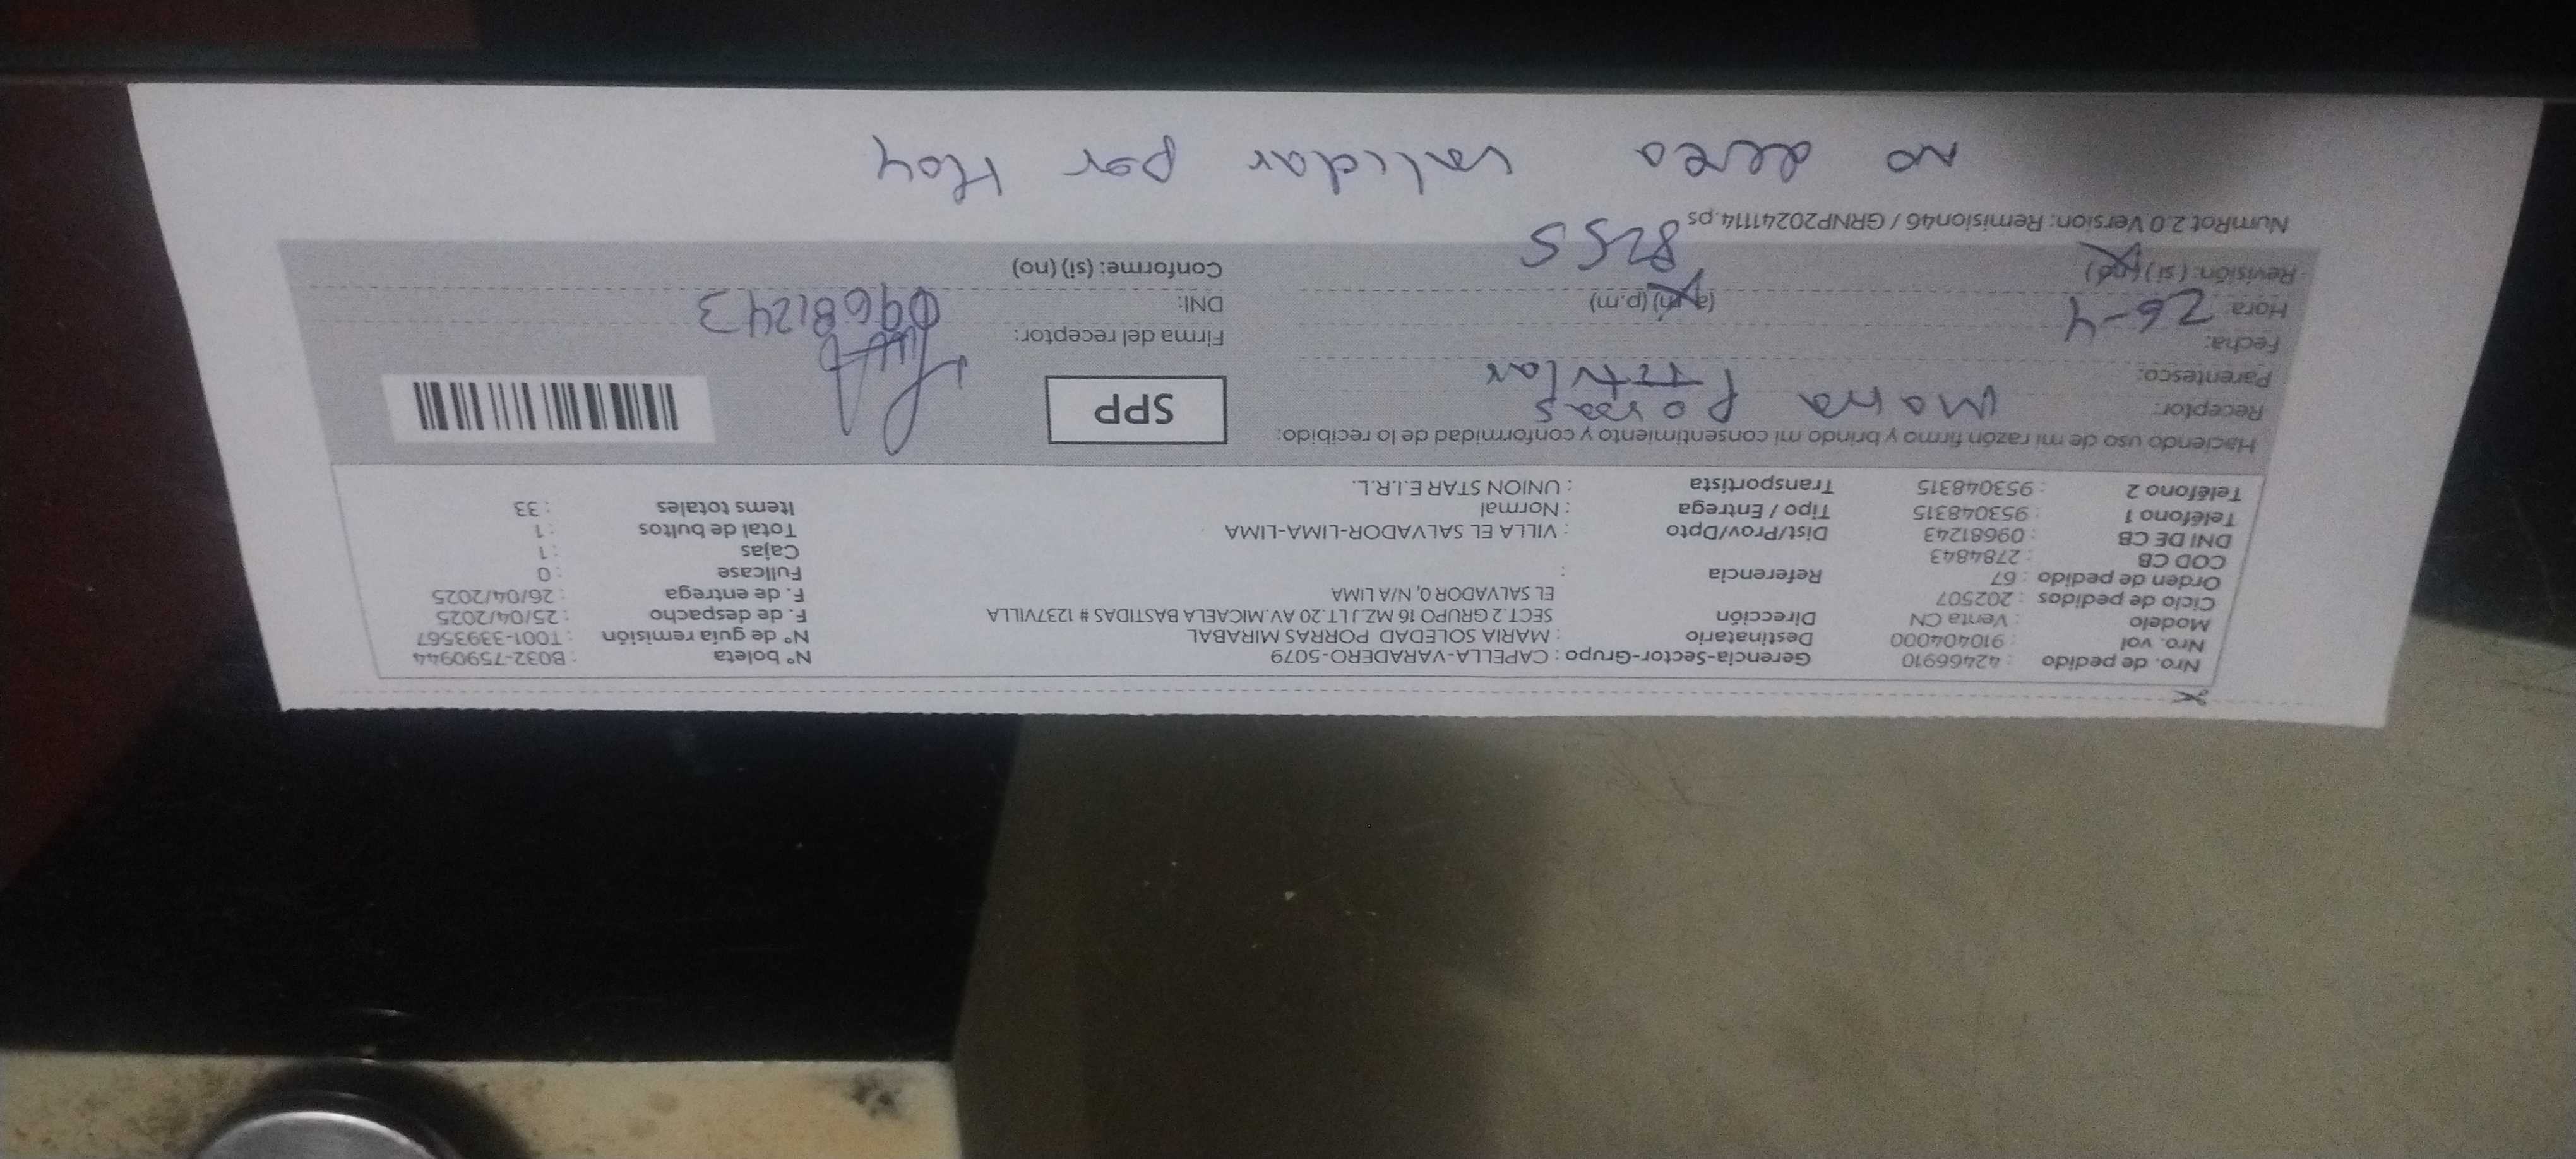 Nro. de pedido : 42466910 Gerencia-Sector-Grupo : CAPELLA-VARADERO-5079 N° boleta : B032-7590944
Nro. vol : 910404000 Destinatario : MARIA SOLEDAD PORRAS MIRABAL N° de guia remisión : T001-3393567
Modelo : Venta CN Dirección SECT.2 GRUPO 16 MZ.J LT.20 AV.MICAELA BASTIDAS # 1237VILLA F. de despacho : 25/04/2025
Ciclo de pedidos : 202507 EL SALVADOR 0, N/A LIMA F. de entrega : 26/04/2025
Orden de pedido : 67 Referencia : Fullcase : 0
COD CB : 2784843 Cajas : 1
DNI DE CB : 09681243 Dist/Prov/Dpto : VILLA EL SALVADOR-LIMA-LIMA Total de bultos : 1
Teléfono 1 : 953048315 Tipo / Entrega : Normal Items totales : 33
Teléfono 2 : 953048315 Transportista : UNION STAR E.I.R.L.
Haciendo uso de mi razón firmo y brindo mi consentimiento y conformidad de lo recibido:
Receptor: Maria Porras SPP
Parentesco: Titular
Fecha: Firma del receptor:
Hora 26-4 (a.m) (p.m) DNI: 09681243
Revisión: (si) (no) 8255 Conforme: (si) (no)
NumRot 2.0 Version: Remision46 / GRNP20241114.ps
no validar por Hoy